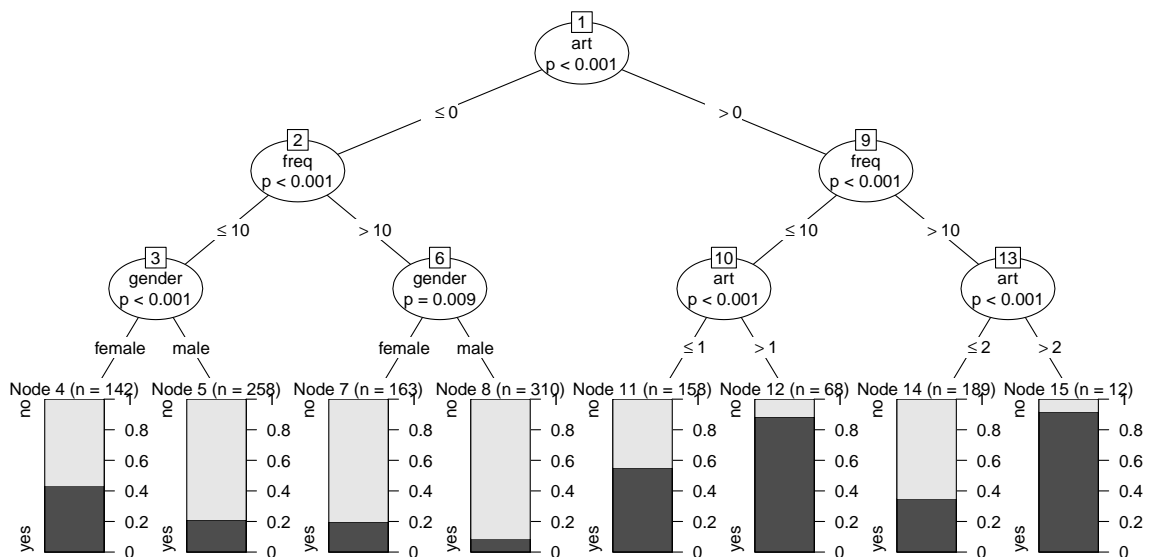 1
art
p < 0.001
≤ 0
> 0
2
freq
p < 0.001
9
freq
p < 0.001
≤ 10
> 10
≤ 10
> 10
3
gender
p < 0.001
6
gender
p = 0.009
10
art
p < 0.001
13
art
p < 0.001
female
male
female
male
≤ 1
> 1
≤ 2
> 2
Node 4 (n = 142)
no
yes
1
0.8
0.6
0.4
0.2
0
Node 5 (n = 258)
no
yes
1
0.8
0.6
0.4
0.2
0
Node 7 (n = 163)
no
yes
1
0.8
0.6
0.4
0.2
0
Node 8 (n = 310)
no
yes
1
0.8
0.6
0.4
0.2
0
Node 11 (n = 158)
no
yes
1
0.8
0.6
0.4
0.2
0
Node 12 (n = 68)
no
yes
1
0.8
0.6
0.4
0.2
0
Node 14 (n = 189)
no
yes
1
0.8
0.6
0.4
0.2
0
Node 15 (n = 12)
no
yes
1
0.8
0.6
0.4
0.2
0